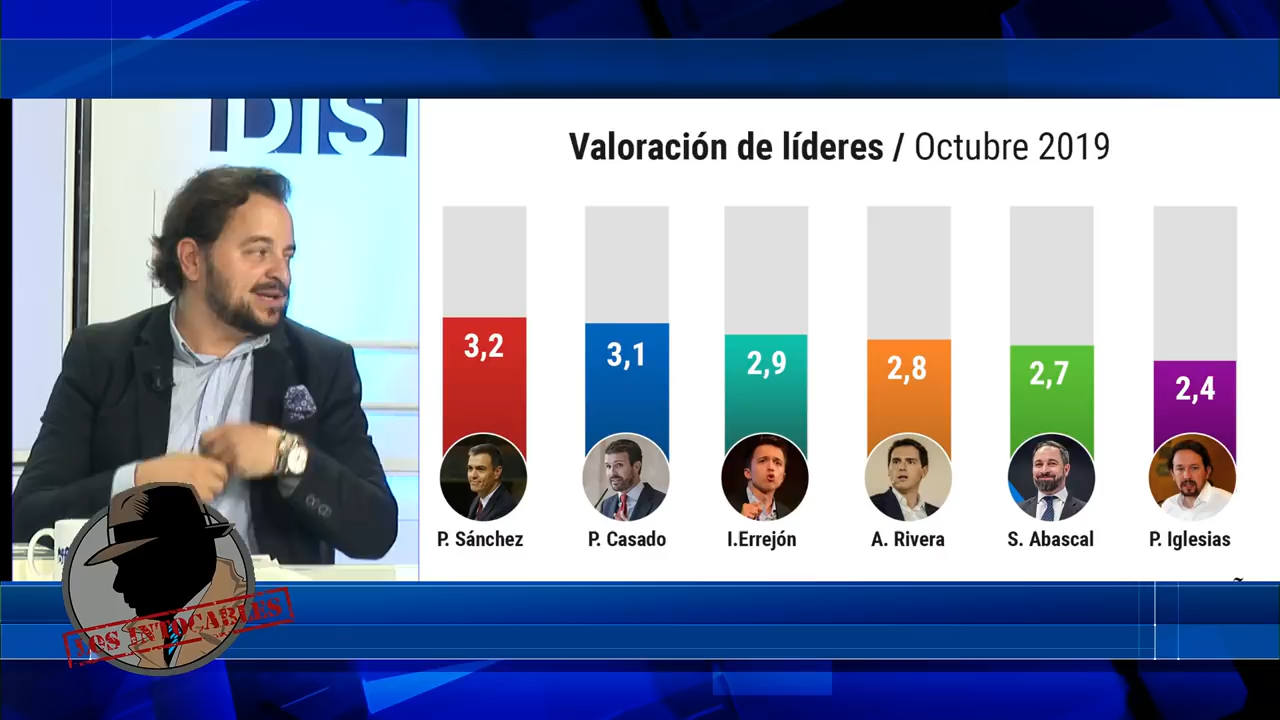 DIS
Valoración de líderes / Octubre 2019
3,2
3,1
2,9
2,8
2,7
2,4
P. Sánchez
P. Casado
I.Errejón
A. Rivera
S. Abascal
P. Iglesias
LOS INTOCABLES